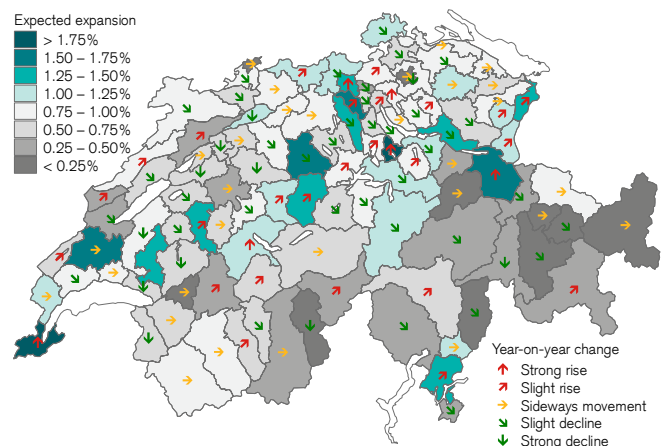 Expected expansion
> 1.75%
1.50 - 1.75%
1.25 - 1.50%
1.00 - 1.25%
0.75 - 1.00%
0.50 - 0.75%
0.25 - 0.50%
< 0.25%
Year-on-year change
Strong rise
Slight rise
Sideways movement
Slight decline
Strong decline